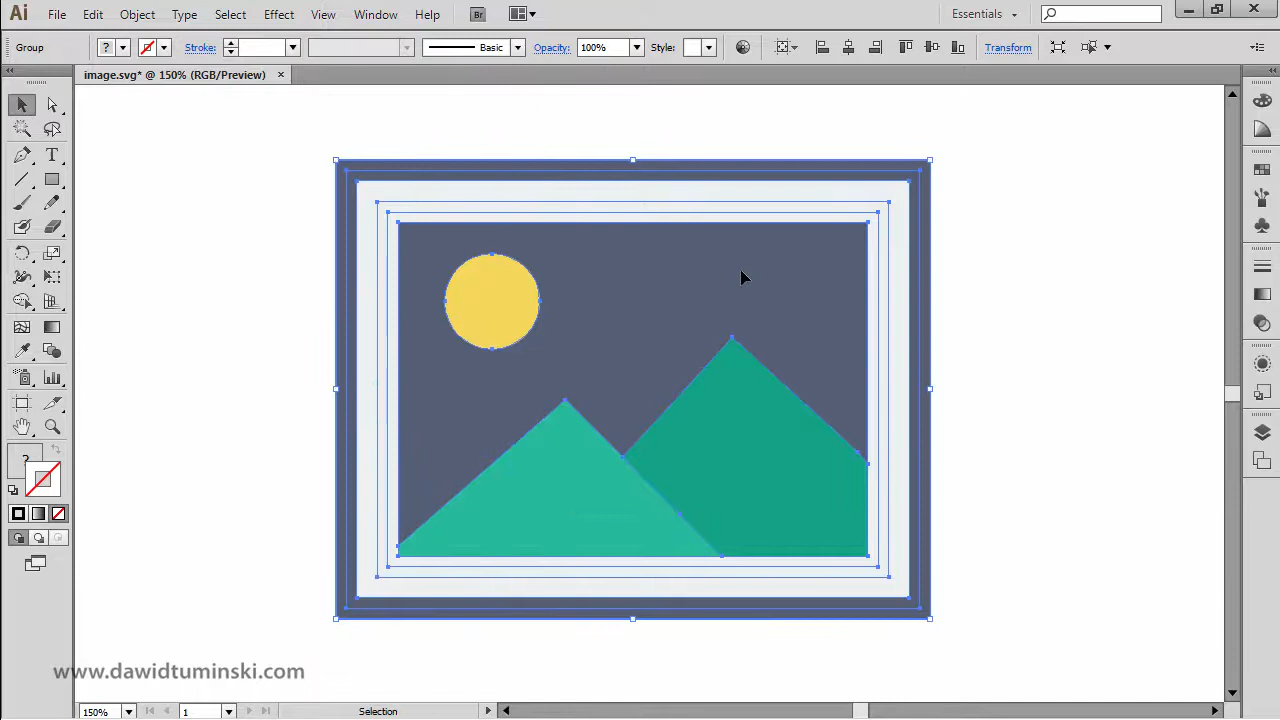 Ai File Edit Object Type Select Effect View Window Help Br Essentials
Group ? Stroke: Basic Opacity: 100% Style: Transform
image.svg* @ 150% (RGB/Preview) ×
T
?
www.dawidtuminski.com
150% 1 Selection